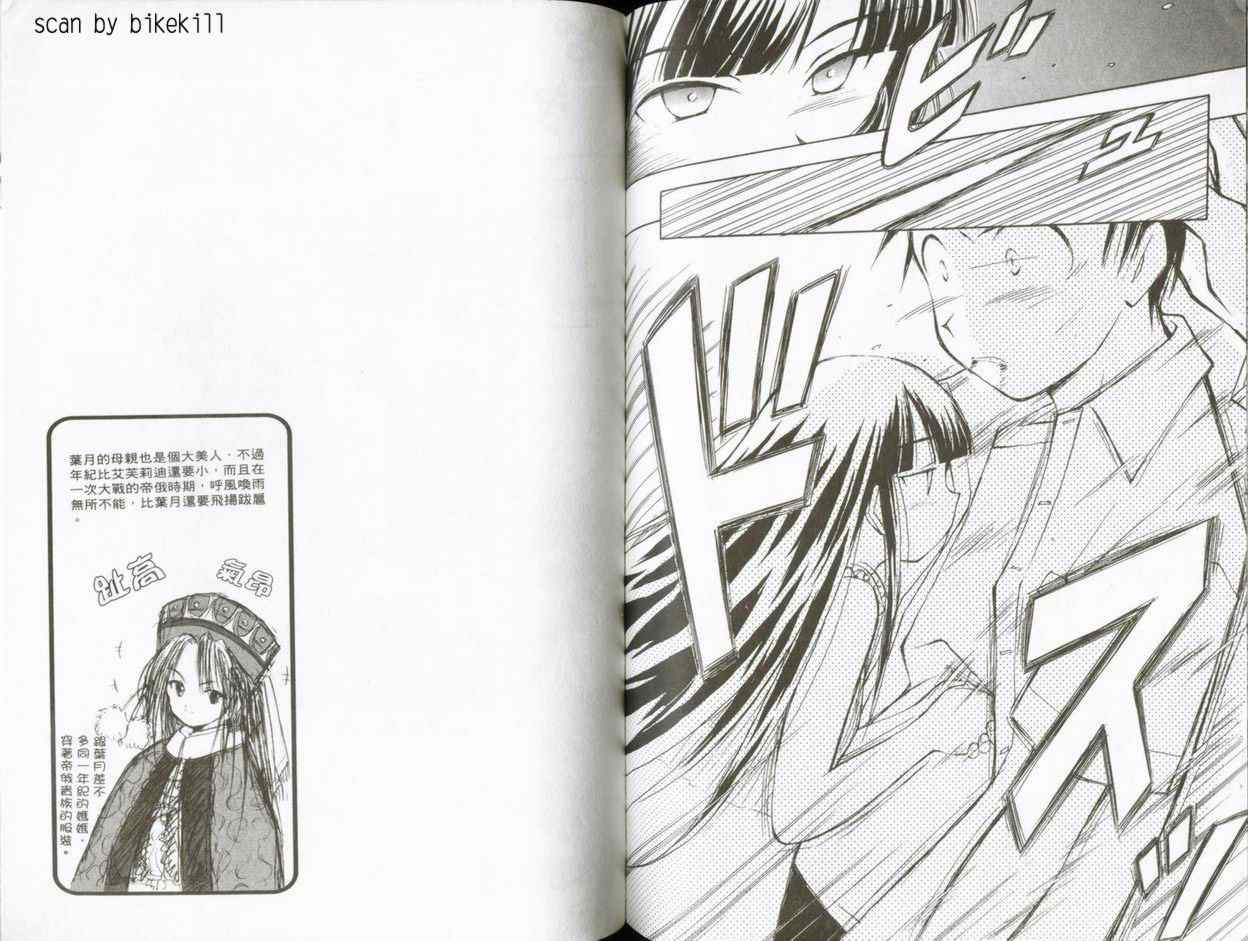 scan by bikekill
葉月的母親也是個大美人．不過
年紀比艾芙莉迪還要小，而且在
一次大戰的帝俄時期，呼風喚雨
無所不能，比葉月還要飛揚跋扈
。
趾高
氣昂
跟葉月差不
多同一年紀的媽媽，
穿著帝俄貴族的服裝。
ビュ
ドズ
ドズ